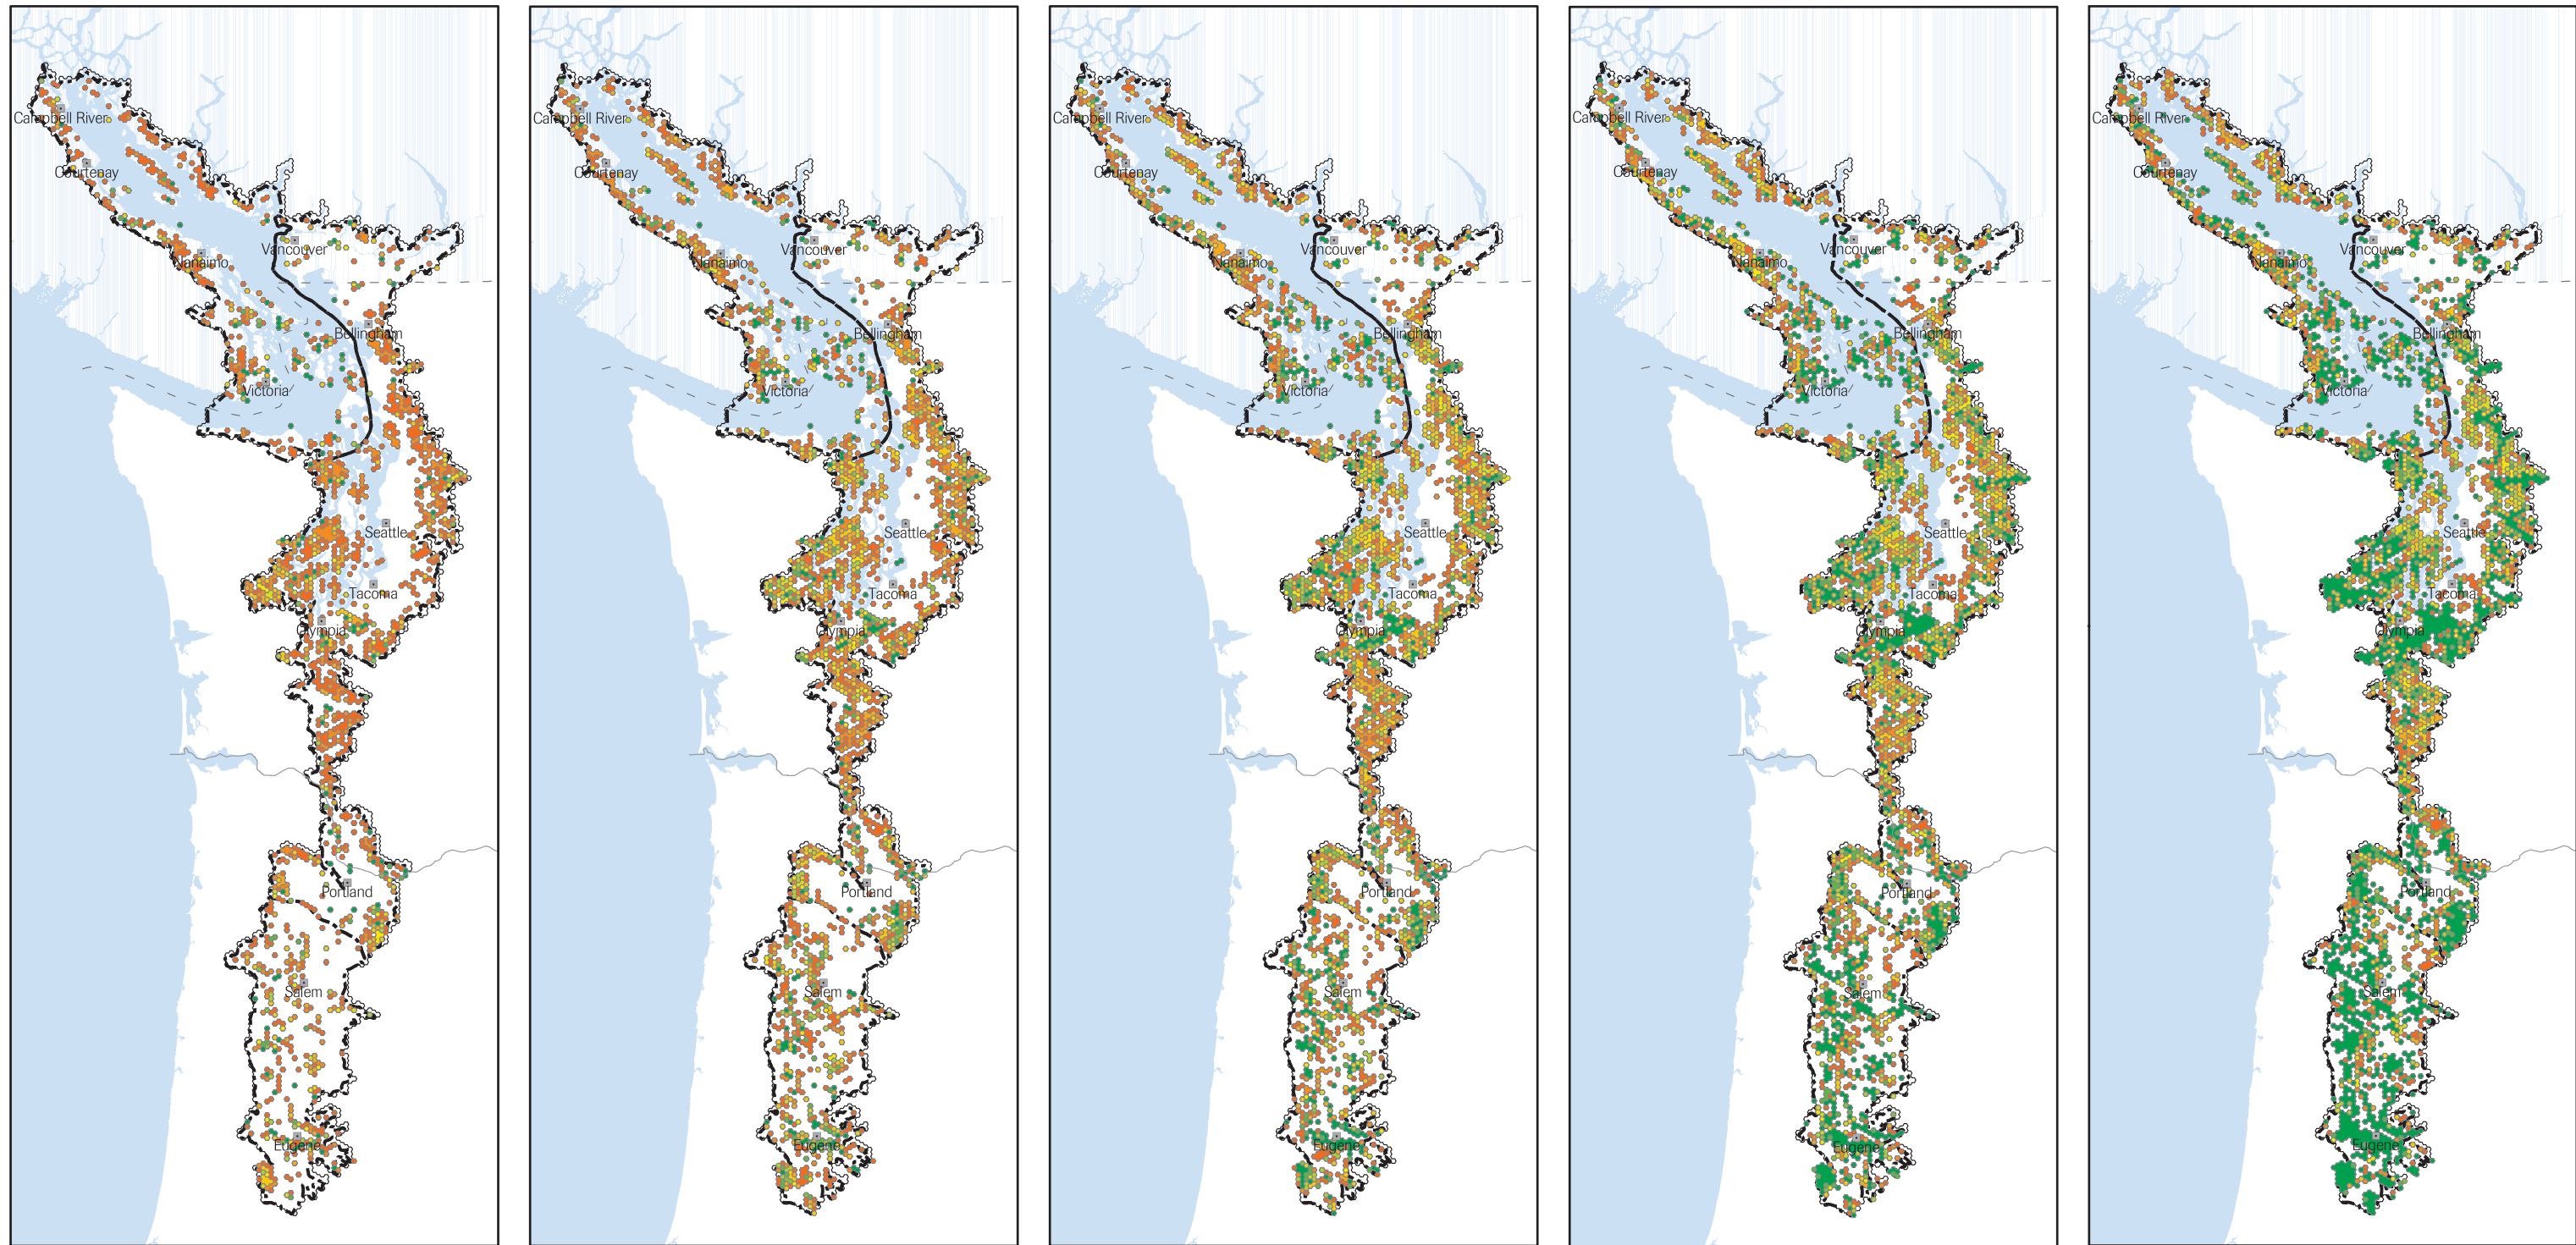 Campbell River
Courtenay
Vancouver
Nanaimo
Bellingham
Victoria
Seattle
Tacoma
Olympia
Portland
Salem
Eugene
Campbell River
Courtenay
Vancouver
Nanaimo
Bellingham
Victoria
Seattle
Tacoma
Olympia
Portland
Salem
Eugene
Campbell River
Courtenay
Vancouver
Nanaimo
Bellingham
Victoria
Seattle
Tacoma
Olympia
Portland
Salem
Eugene
Campbell River
Courtenay
Vancouver
Nanaimo
Bellingham
Victoria
Seattle
Tacoma
Olympia
Portland
Salem
Eugene
Campbell River
Courtenay
Vancouver
Nanaimo
Bellingham
Victoria
Seattle
Tacoma
Olympia
Portland
Salem
Eugene